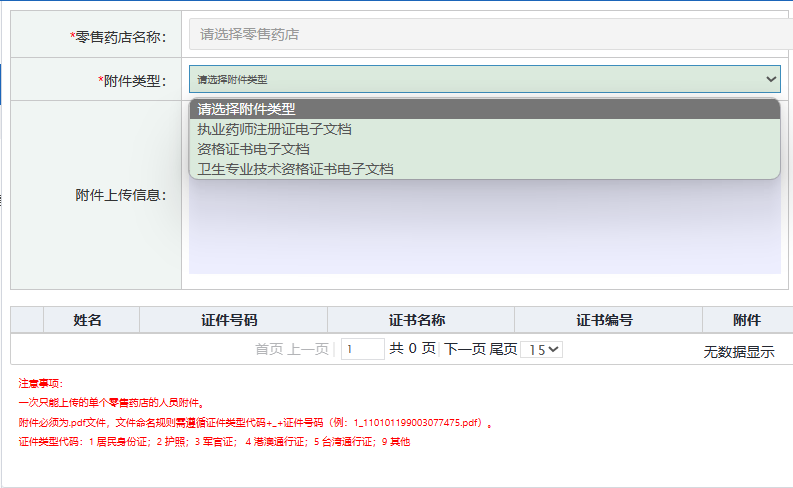 *零售药店名称：
请选择零售药店
*附件类型：
请选择附件类型
请选择附件类型
执业药师注册证电子文档
资格证书电子文档
卫生专业技术资格证书电子文档
附件上传信息：
姓名 证件号码 证书名称 证书编号 附件
首页 上一页 1 共 0 页 下一页 尾页 15
无数据显示
注意事项：
一次只能上传的单个零售药店的人员附件。
附件必须为.pdf文件，文件命名规则需遵循证件类型代码+_+证件号码（例：1_110101199003077475.pdf）。
证件类型代码：1 居民身份证；2 护照；3 军官证； 4 港澳通行证；5 台湾通行证；9 其他